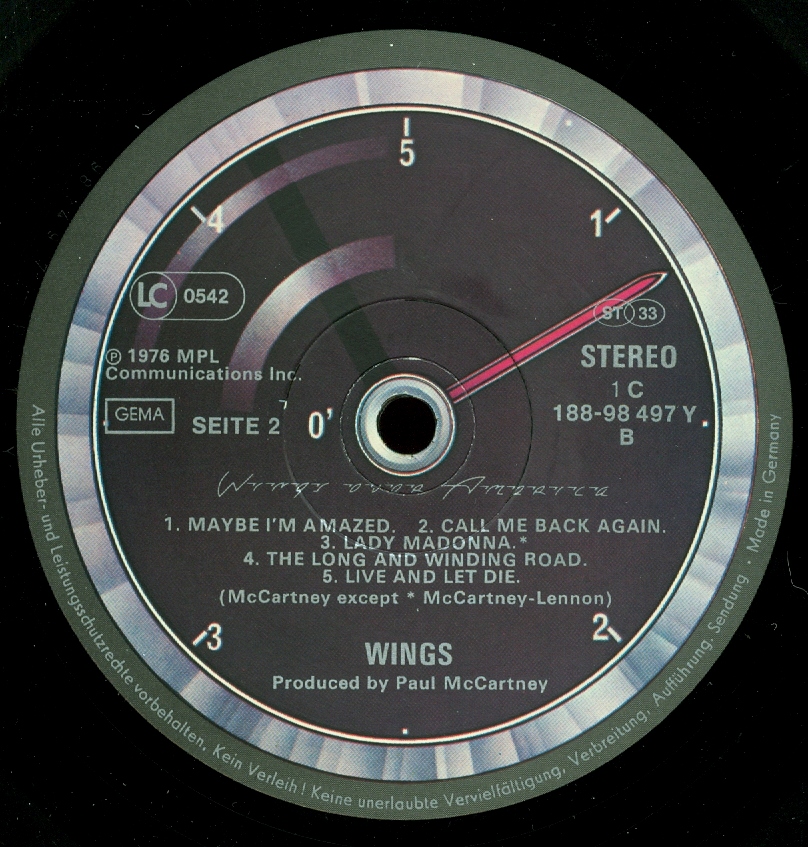 5
4
1
LC 0542
ST 33
℗ 1976 MPL
Communications Inc.
STEREO
1 C
188-98 497 Y
B
GEMA
SEITE 2
0'
Wings over America
1. MAYBE I'M AMAZED. 2. CALL ME BACK AGAIN.
3. LADY MADONNA.*
4. THE LONG AND WINDING ROAD.
5. LIVE AND LET DIE.
(McCartney except * McCartney-Lennon)
3
2
WINGS
Produced by Paul McCartney
Alle Urheber- und Leistungsschutzrechte vorbehalten. Kein Verleih! Keine unerlaubte Vervielfältigung, Verbreitung, Aufführung, Sendung • Made in Germany